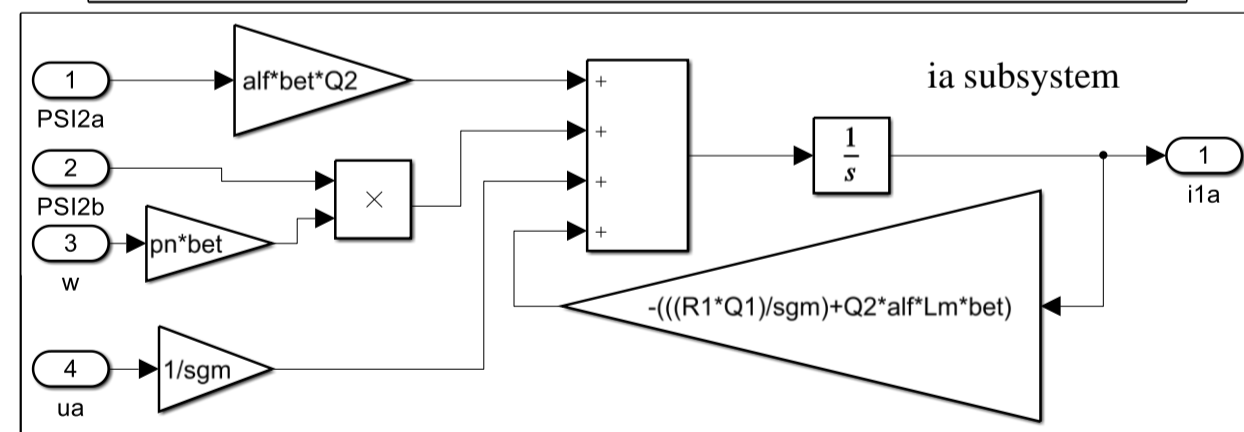 ia subsystem
1
PSI2a
alf*bet*Q2
+
2
PSI2b
×
+
3
w
pn*bet
+
+
1
s
1
i1a
-(((R1*Q1)/sgm)+Q2*alf*Lm*bet)
4
ua
1/sgm